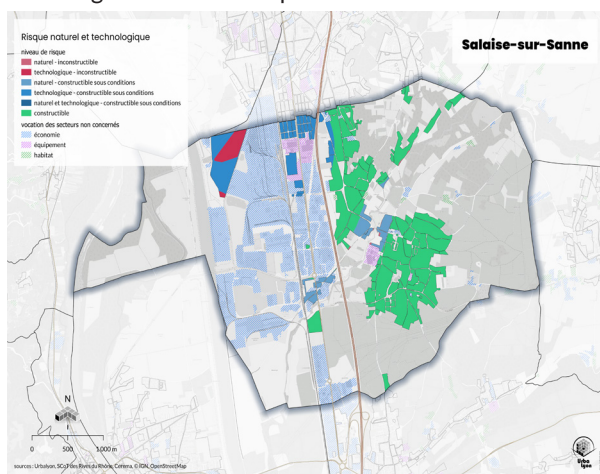 Risque naturel et technologique
niveau de risque
naturel - inconstructible
technologique - inconstructible
naturel - constructible sous conditions
technologique - constructible sous conditions
naturel et technologique - constructible sous conditions
constructible
vocation des secteurs non concernés
économie
équipement
habitat
Salaise-sur-Sanne
N
0 500 1 000 m
sources : Urbalyon, SCoT des Rives du Rhône, Cerema, © IGN, OpenStreetMap
Urba
lyon